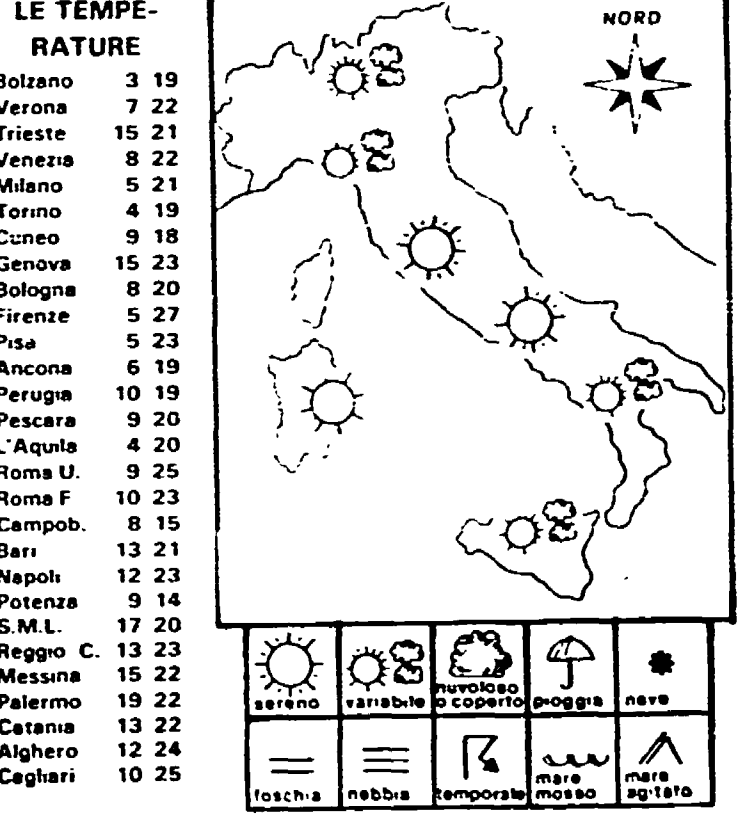 LE TEMPE-
RATURE
Bolzano 3 19
Verona 7 22
Trieste 15 21
Venezia 8 22
Milano 5 21
Torino 4 19
Cuneo 9 18
Genova 15 23
Bologna 8 20
Firenze 5 27
Pisa 5 23
Ancona 6 19
Perugia 10 19
Pescara 9 20
L'Aquila 4 20
Roma U. 9 25
Roma F 10 23
Campob. 8 15
Bari 13 21
Napoli 12 23
Potenza 9 14
S.M.L. 17 20
Reggio C. 13 23
Messina 15 22
Palermo 19 22
Catania 13 22
Alghero 12 24
Cagliari 10 25
NORD
sereno
variabile
nuvoloso
o coperto
pioggia
neve
foschia
nebbia
temporale
mare
mosso
mare
agitato